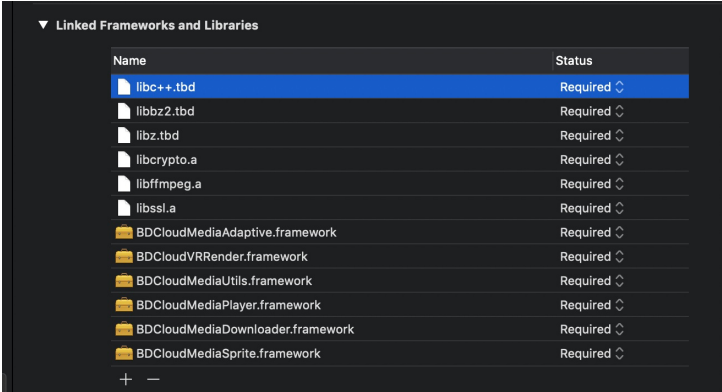 Linked Frameworks and Libraries
Name Status
libc++.tbd Required
libbz2.tbd Required
libz.tbd Required
libcrypto.a Required
libffmpeg.a Required
libssl.a Required
BDCloudMediaAdaptive.framework Required
BDCloudVRRender.framework Required
BDCloudMediaUtils.framework Required
BDCloudMediaPlayer.framework Required
BDCloudMediaDownloader.framework Required
BDCloudMediaSprite.framework Required